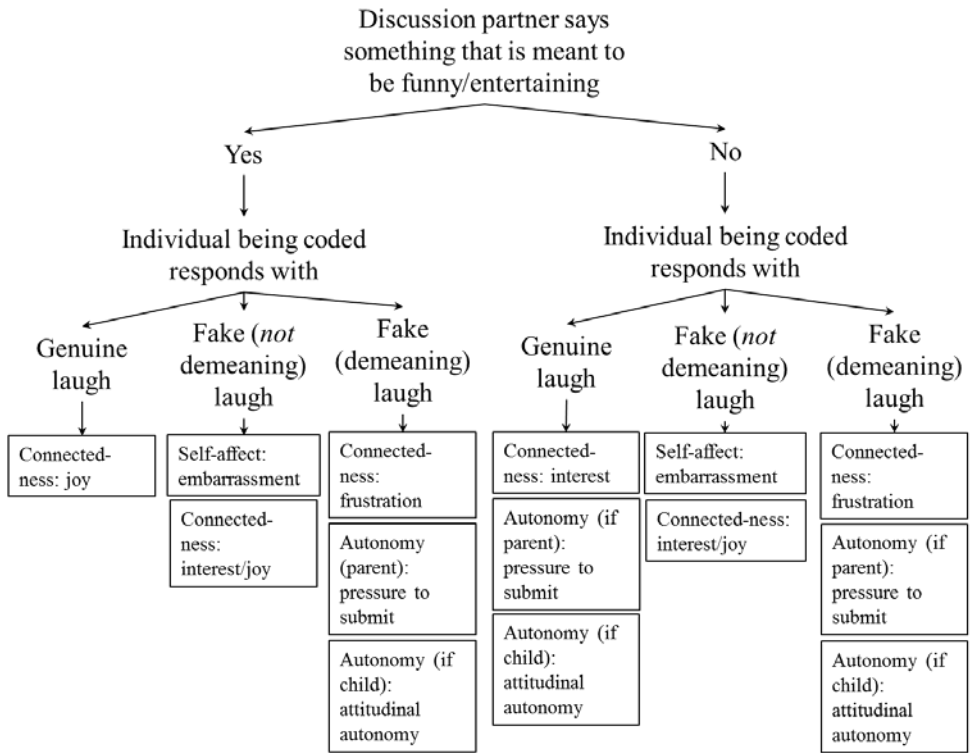 Discussion partner says
something that is meant to
be funny/entertaining
Yes
No
Individual being coded
responds with
Individual being coded
responds with
Genuine
laugh
Fake (not
demeaning)
laugh
Fake
(demeaning)
laugh
Genuine
laugh
Fake (not
demeaning)
laugh
Fake
(demeaning)
laugh
Connected-
ness: joy
Self-affect:
embarrassment
Connected-
ness:
interest/joy
Connected-
ness:
frustration
Autonomy
(parent):
pressure to
submit
Autonomy (if
child):
attitudinal
autonomy
Connected-
ness: interest
Autonomy (if
parent):
pressure to
submit
Autonomy (if
child):
attitudinal
autonomy
Self-affect:
embarrassment
Connected-ness:
interest/joy
Connected-
ness:
frustration
Autonomy (if
parent):
pressure to
submit
Autonomy (if
child):
attitudinal
autonomy